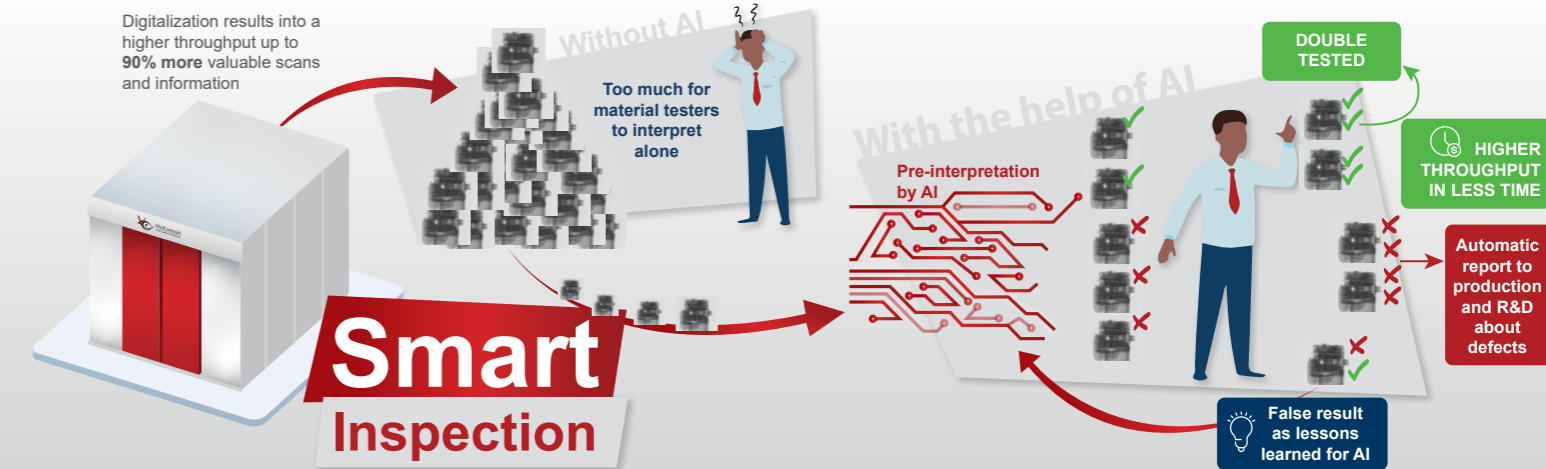 Digitalization results into a
higher throughput up to
90% more valuable scans
and information
Without AI
Too much for
material testers
to interpret
alone
VisiConsult
Smart
Inspection
With the help of AI
Pre-interpretation
by AI
DOUBLE
TESTED
HIGHER
THROUGHPUT
IN LESS TIME
Automatic
report to
production
and R&D
about
defects
False result
as lessons
learned for AI